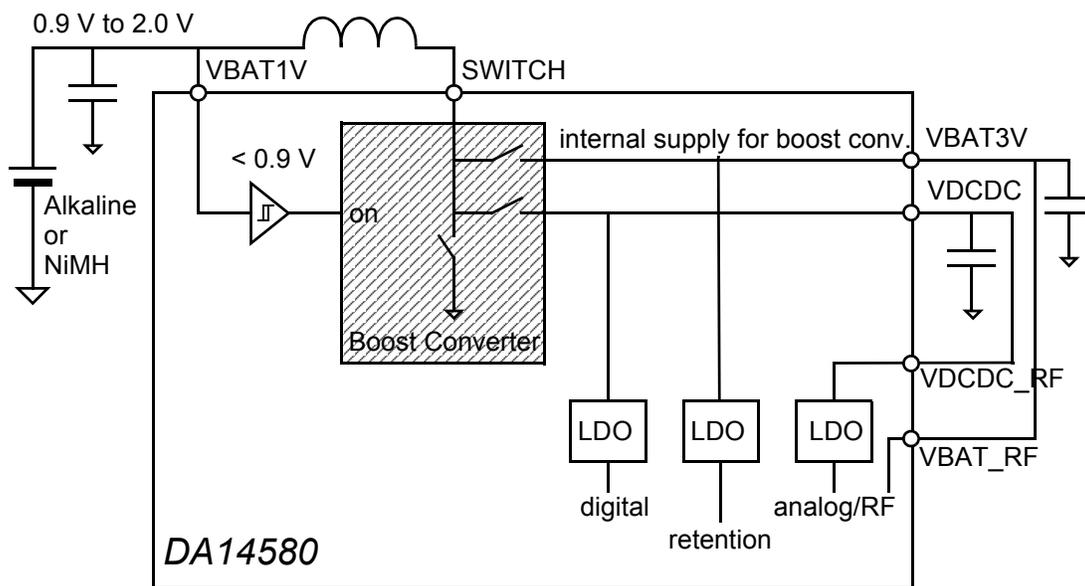 0.9 V to 2.0 V
VBAT1V
SWITCH
internal supply for boost conv.
VBAT3V
< 0.9 V
VDCDC
Alkaline
or
NiMH
on
Boost Converter
VDCDC_RF
LDO
LDO
LDO
VBAT_RF
digital
analog/RF
retention
DA14580